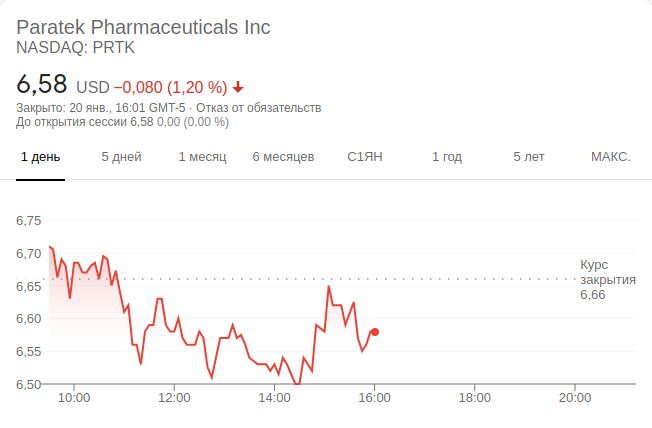 Paratek Pharmaceuticals Inc
NASDAQ: PRTK
6,58 USD −0,080 (1,20 %)
Закрыто: 20 янв., 16:01 GMT-5 · Отказ от обязательств
До открытия сессии 6,58 0,00 (0,00 %)
1 день 5 дней 1 месяц 6 месяцев С1ЯН 1 год 5 лет МАКС.
6,75
6,70
6,65
6,60
6,55
6,50
Курс
закрытия
6,66
10:00 12:00 14:00 16:00 18:00 20:00